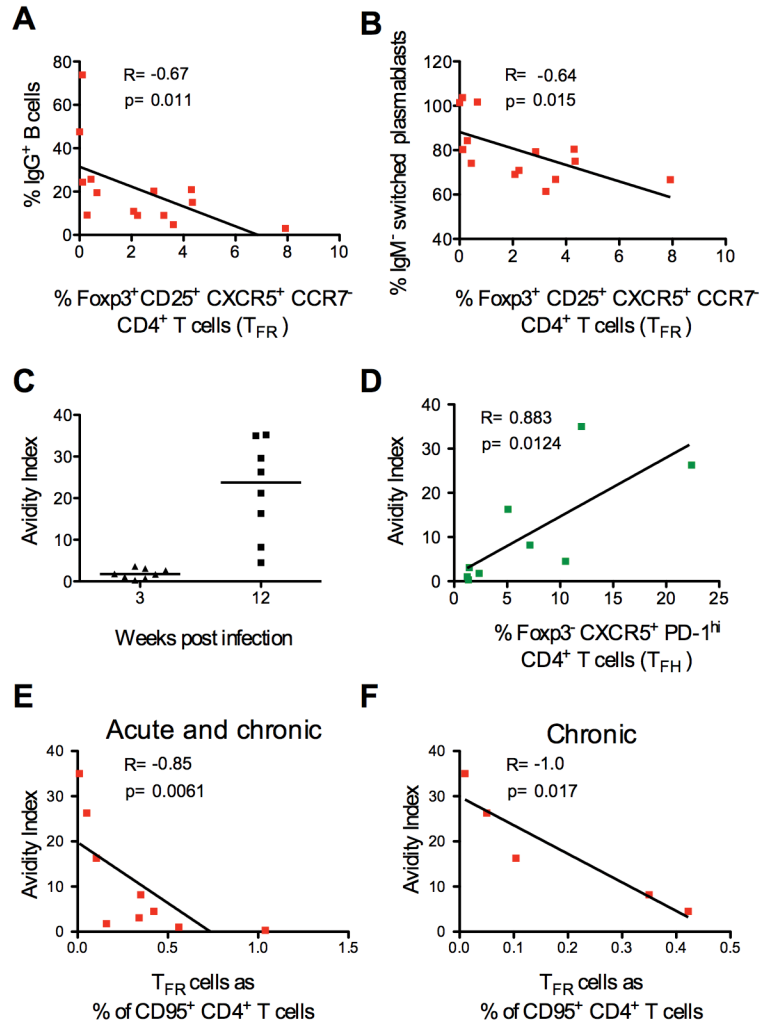 A
R= -0.67
p= 0.011
% IgG⁺ B cells
80
60
40
20
0
0 2 4 6 8 10
% Foxp3⁺CD25⁺ CXCR5⁺ CCR7⁻
CD4⁺ T cells (T_FR)
B
R= -0.64
p= 0.015
% IgM⁻ switched plasmablasts
120
100
80
60
40
0 2 4 6 8 10
% Foxp3⁺ CD25⁺ CXCR5⁺ CCR7⁻
CD4⁺ T cells (T_FR)
C
Avidity Index
40
30
20
10
0
3 12
Weeks post infection
D
R= 0.883
p= 0.0124
Avidity Index
40
30
20
10
0
0 5 10 15 20 25
% Foxp3⁻ CXCR5⁺ PD-1ʰⁱ
CD4⁺ T cells (T_FH)
E
Acute and chronic
R= -0.85
p= 0.0061
Avidity Index
40
30
20
10
0
0.0 0.5 1.0 1.5
T_FR cells as
% of CD95⁺ CD4⁺ T cells
F
Chronic
R= -1.0
p= 0.017
Avidity Index
40
30
20
10
0
0.0 0.1 0.2 0.3 0.4 0.5
T_FR cells as
% of CD95⁺ CD4⁺ T cells